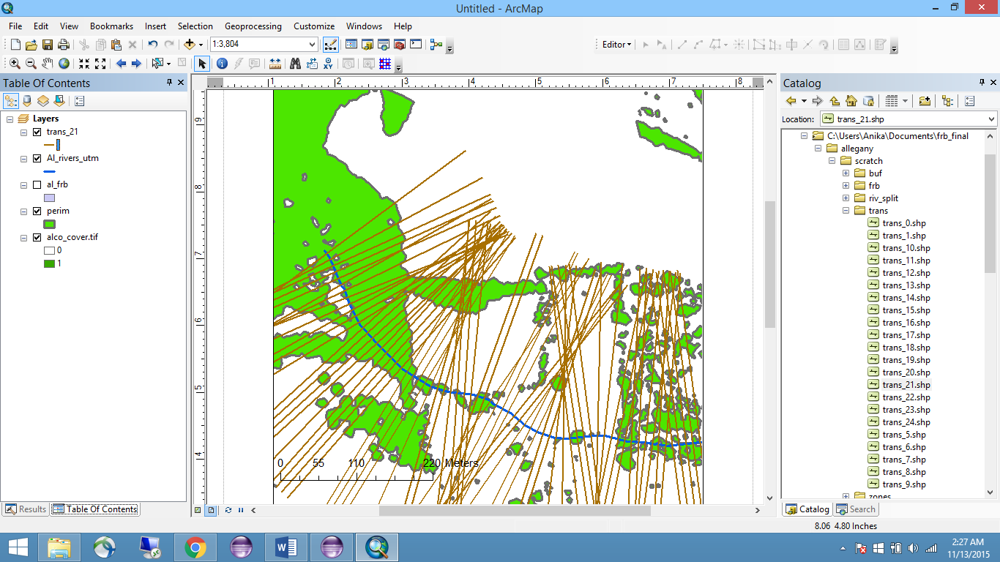 Untitled - ArcMap
File Edit View Bookmarks Insert Selection Geoprocessing Customize Windows Help
1:3,804
Editor
Table Of Contents
Layers
trans_21
Al_rivers_utm
al_frb
perim
alco_cover.tif
0
1
Results
Table Of Contents
1 2 3 4 5 6 7 8
9
8
7
6
5
4
0 55 110 220 Meters
Catalog
Location: trans_21.shp
C:\Users\Anika\Documents\frb_final
allegany
scratch
buf
frb
riv_split
trans
trans_0.shp
trans_1.shp
trans_10.shp
trans_11.shp
trans_12.shp
trans_13.shp
trans_14.shp
trans_15.shp
trans_16.shp
trans_17.shp
trans_18.shp
trans_19.shp
trans_20.shp
trans_21.shp
trans_22.shp
trans_23.shp
trans_24.shp
trans_5.shp
trans_6.shp
trans_7.shp
trans_8.shp
trans_9.shp
zones
Catalog
Search
8.06 4.80 Inches
2:27 AM
11/13/2015